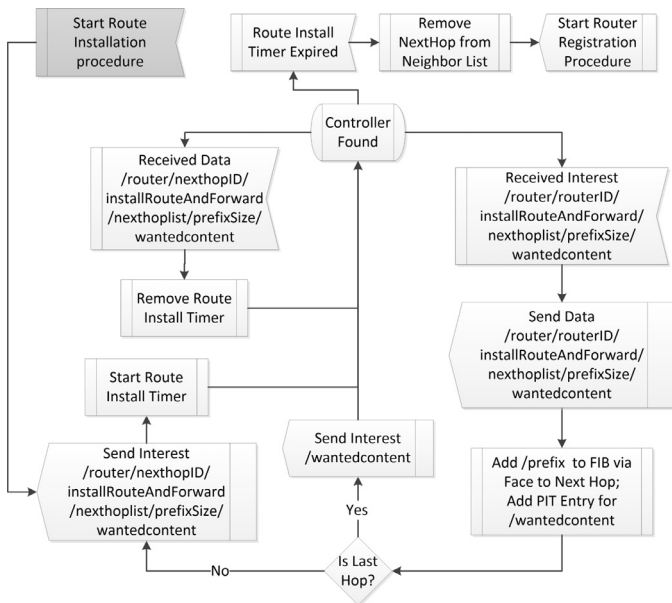 Start Route
Installation
procedure
Route Install
Timer Expired
Remove
NextHop from
Neighbor List
Start Router
Registration
Procedure
Controller
Found
Received Data
/router/nexthopID/
installRouteAndForward
/nexthoplist/prefixSize/
wantedcontent
Received Interest
/router/routerID/
installRouteAndForward/
nexthoplist/prefixSize/
wantedcontent
Remove Route
Install Timer
Send Data
/router/routerID/
installRouteAndForward/
nexthoplist/prefixSize/
wantedcontent
Start Route
Install Timer
Send Interest
/router/nexthopID/
installRouteAndForward
/nexthoplist/prefixSize/
wantedcontent
Send Interest
/wantedcontent
Add /prefix to FIB via
Face to Next Hop;
Add PIT Entry for
/wantedcontent
Yes
Is Last
Hop?
No